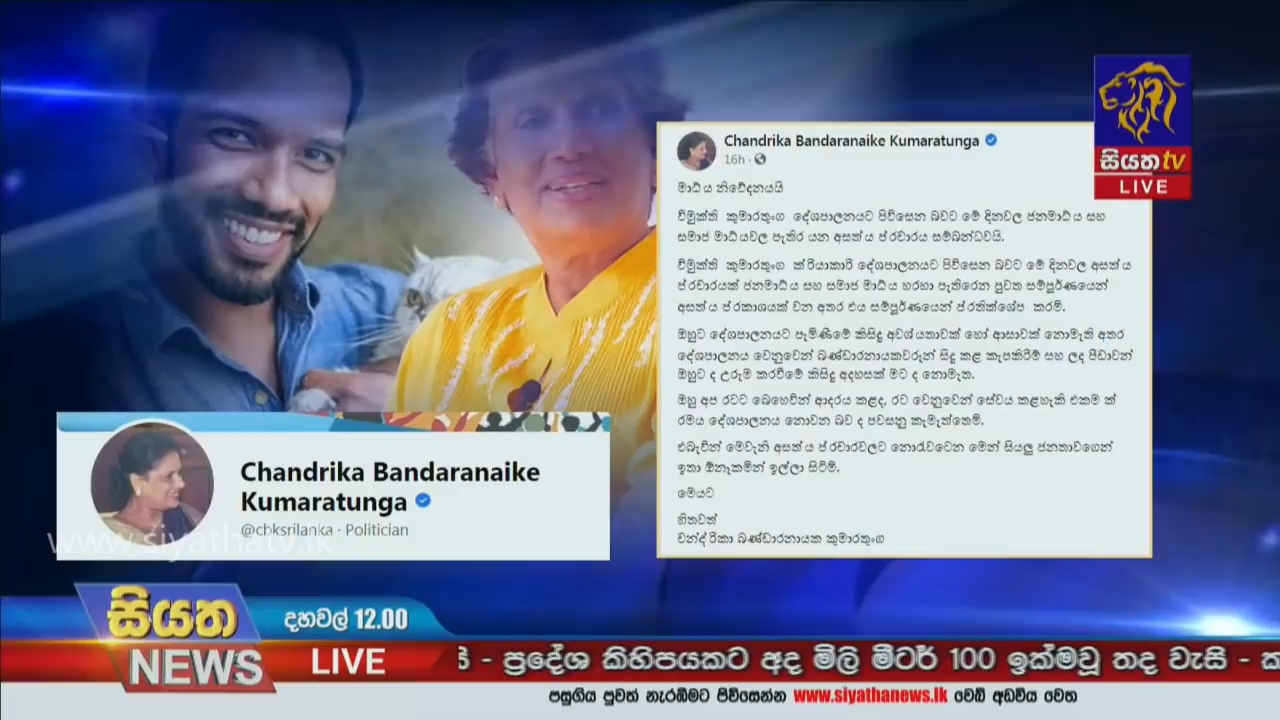 සියත tv
LIVE
Chandrika Bandaranaike Kumaratunga
16h
මාධ්‍ය නිවේදනයයි
විමුක්ති කුමාරතුංග දේශපාලනයට පිවිසෙන බවට මේ දිනවල ජනමාධ්‍ය සහ
සමාජ මාධ්‍යවල පැතිර යන අසත්‍ය ප්‍රචාරය සම්බන්ධවයි.
විමුක්ති කුමාරතුංග ක්‍රියාකාරී දේශපාලනයට පිවිසෙන බවට මේ දිනවල අසත්‍ය
ප්‍රචාරයක් ජනමාධ්‍ය සහ සමාජ මාධ්‍ය හරහා පැතිරෙන පුවත සම්පූර්ණයෙන්
අසත්‍ය ප්‍රකාශයක් වන අතර එය සම්පූර්ණයෙන් ප්‍රතික්ශේප කරමි.
ඔහුට දේශපාලනයට පැමිණීමේ කිසිදු අවශ්‍යතාවක් හෝ ආසාවක් නොමැති අතර
දේශපාලනය වෙනුවෙන් බණ්ඩාරනායකවරුන් සිදු කළ කැපකිරීම් සහ ලද පීඩාවන්
ඔහුට ද උරුම කරවීමේ කිසිදු අදහසක් මට ද නොමැත.
ඔහු අප රටට බෙහෙවින් ආදරය කළද, රට වෙනුවෙන් සේවය කළහැකි එකම ක්
රමය දේශපාලනය නොවන බව ද පවසනු කැමැත්තෙමි.
එබැවින් මෙවැනි අසත්‍ය ප්‍රචාරවලට නොරැවටෙන මෙන් සියලු ජනතාවගෙන්
ඉතා ඕනෑකමින් ඉල්ලා සිටිමි.
මෙයට
හිතවත්
චන්ද්‍රිකා බණ්ඩාරනායක කුමාරතුංග
Chandrika Bandaranaike
Kumaratunga
@cbksrilanka · Politician
www.siyathatv.lk
සියත
දහවල් 12.00
NEWS
LIVE
- ප්‍රදේශ කිහිපයකට අද මිලි මීටර් 100 ඉක්මවූ තද වැසි -
පසුගිය පුවත් නැරඹීමට පිවිසෙන්න www.siyathanews.lk වෙබ් අඩවිය වෙත